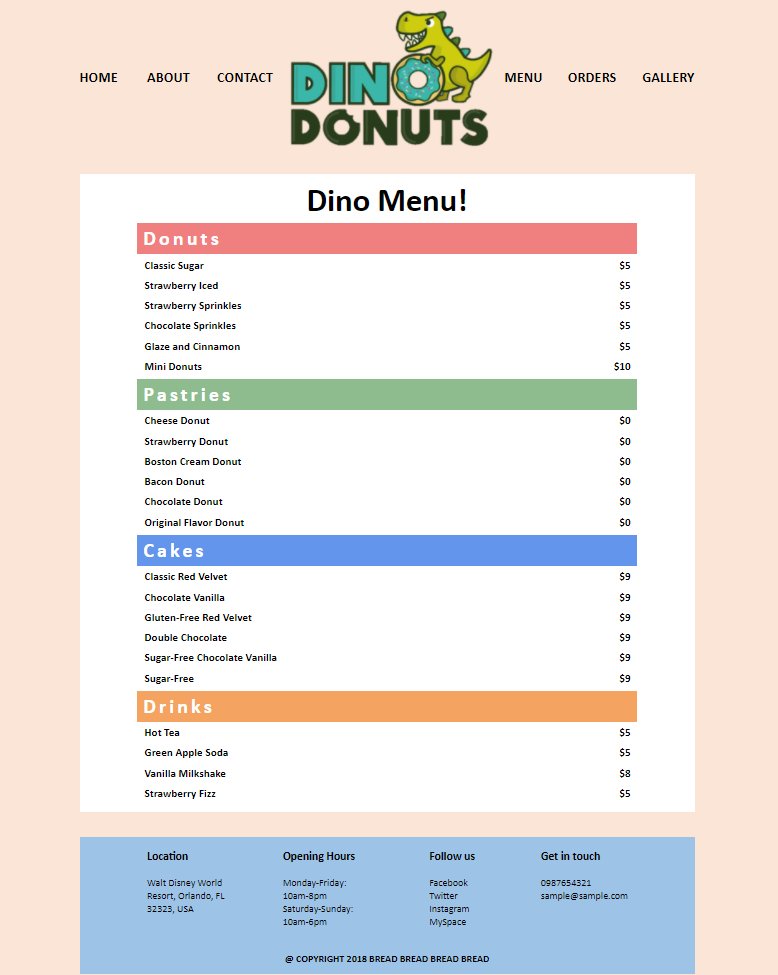 HOME ABOUT CONTACT DINO DONUTS MENU ORDERS GALLERY
Dino Menu!
Donuts
Classic Sugar $5
Strawberry Iced $5
Strawberry Sprinkles $5
Chocolate Sprinkles $5
Glaze and Cinnamon $5
Mini Donuts $10
Pastries
Cheese Donut $0
Strawberry Donut $0
Boston Cream Donut $0
Bacon Donut $0
Chocolate Donut $0
Original Flavor Donut $0
Cakes
Classic Red Velvet $9
Chocolate Vanilla $9
Gluten-Free Red Velvet $9
Double Chocolate $9
Sugar-Free Chocolate Vanilla $9
Sugar-Free $9
Drinks
Hot Tea $5
Green Apple Soda $5
Vanilla Milkshake $8
Strawberry Fizz $5
Location
Walt Disney World
Resort, Orlando, FL
32323, USA
Opening Hours
Monday-Friday:
10am-8pm
Saturday-Sunday:
10am-6pm
Follow us
Facebook
Twitter
Instagram
MySpace
Get in touch
0987654321
sample@sample.com
@ COPYRIGHT 2018 BREAD BREAD BREAD BREAD